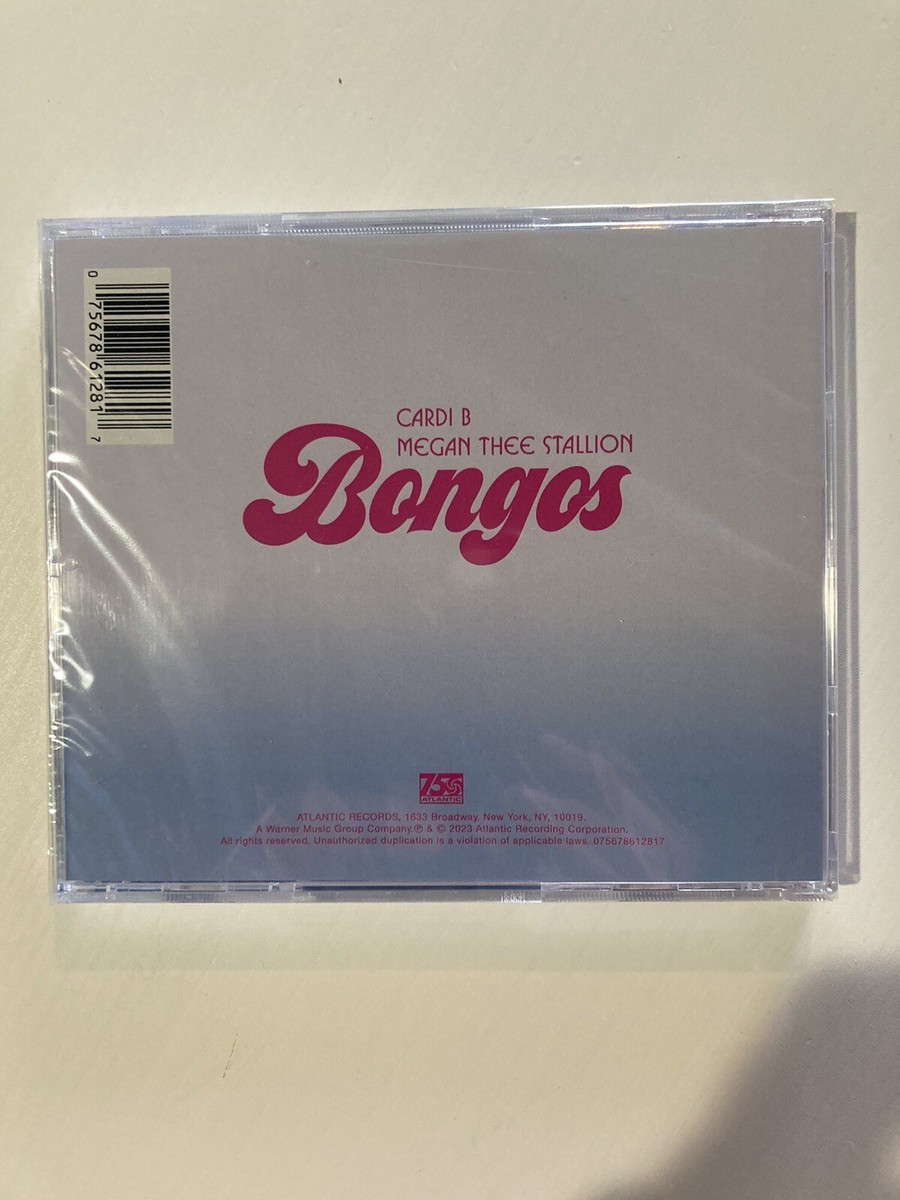 0 75678 61281 7
CARDI B
MEGAN THEE STALLION
Bongos
75
ATLANTIC
ATLANTIC RECORDS, 1633 Broadway, New York, NY, 10019.
A Warner Music Group Company. ℗ & © 2023 Atlantic Recording Corporation.
All rights reserved. Unauthorized duplication is a violation of applicable laws. 075678612817